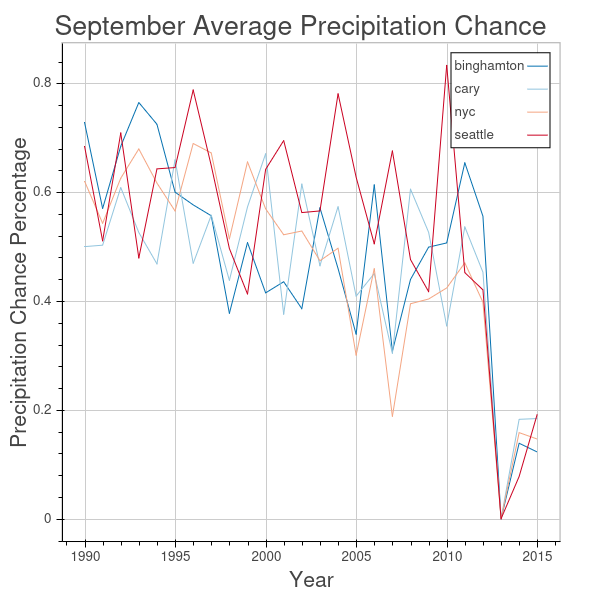 September Average Precipitation Chance
binghamton
cary
nyc
seattle
Precipitation Chance Percentage
0.8
0.6
0.4
0.2
0
1990 1995 2000 2005 2010 2015
Year